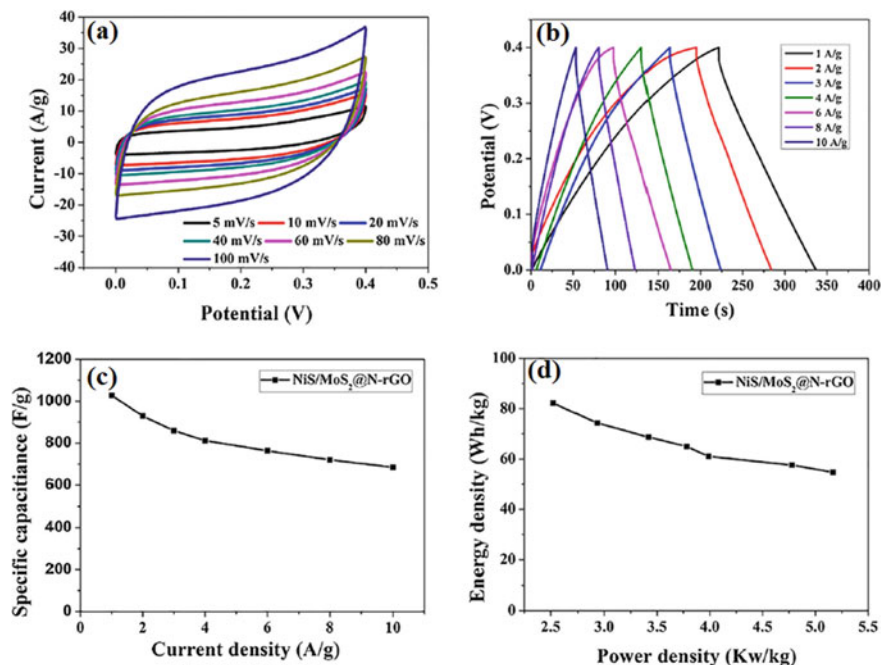 (a)
40
30
20
10
0
-10
-20
-30
-40
Current (A/g)
5 mV/s 10 mV/s 20 mV/s
40 mV/s 60 mV/s 80 mV/s
100 mV/s
0.0 0.1 0.2 0.3 0.4 0.5
Potential (V)
(b)
0.4
0.3
0.2
0.1
0.0
Potential (V)
1 A/g
2 A/g
3 A/g
4 A/g
6 A/g
8 A/g
10 A/g
0 50 100 150 200 250 300 350 400
Time (s)
(c)
NiS/MoS2@N-rGO
1200
1000
800
600
400
200
0
Specific capacitiance (F/g)
0 2 4 6 8 10
Current density (A/g)
(d)
NiS/MoS2@N-rGO
100
80
60
40
20
0
Energy density (Wh/kg)
2.5 3.0 3.5 4.0 4.5 5.0 5.5
Power density (Kw/kg)